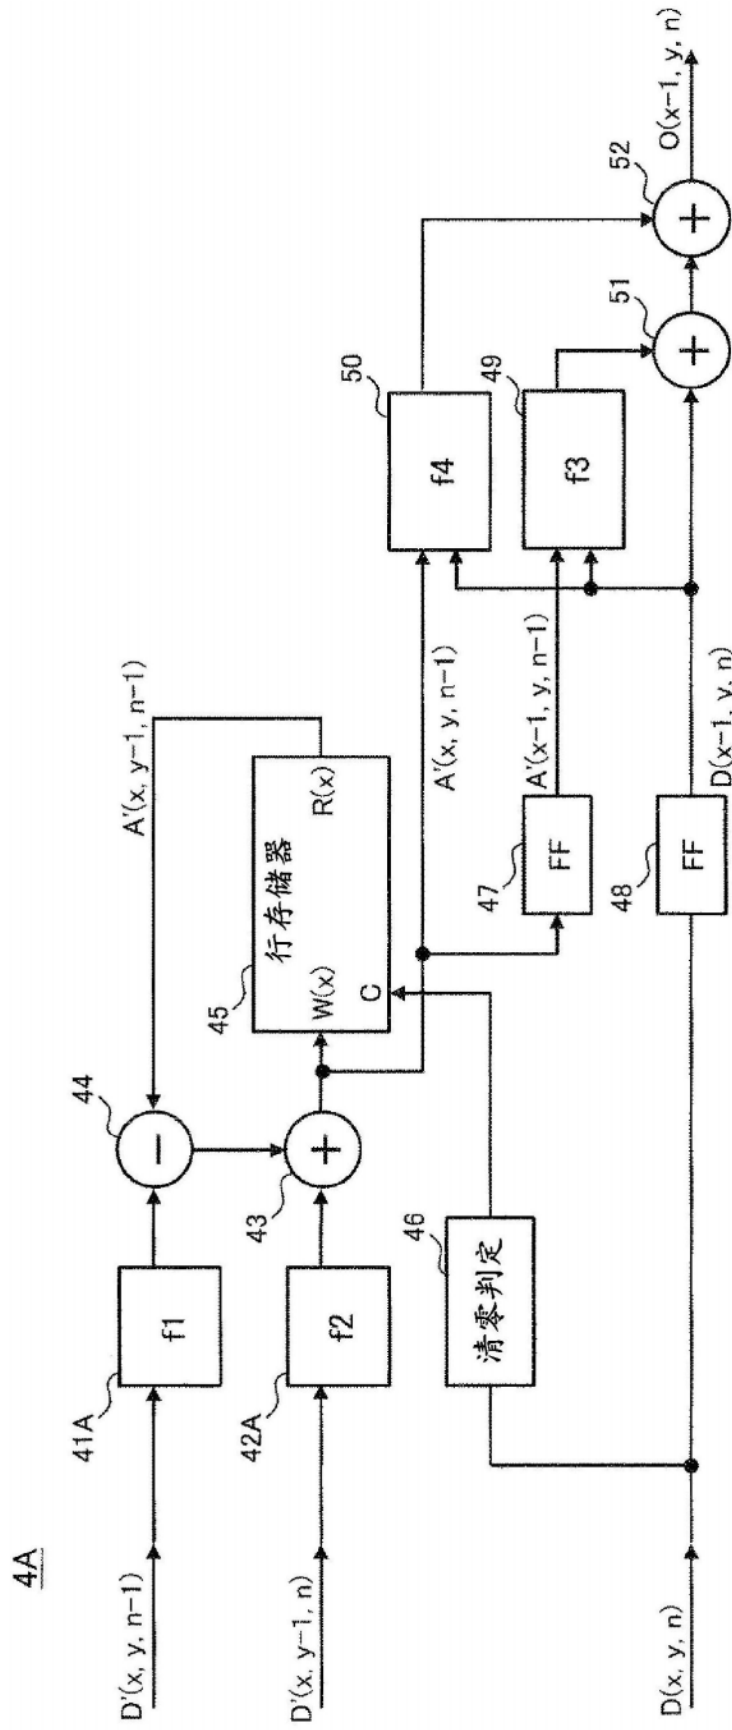 4A
D'(x, y, n-1)
41A
f1
44
−
A'(x, y-1, n-1)
D'(x, y-1, n)
42A
f2
43
+
45
行存储器
W(x)
R(x)
C
46
清零判定
A'(x, y, n-1)
47
FF
A'(x-1, y, n-1)
50
f4
49
f3
D(x, y, n)
48
FF
D(x-1, y, n)
51
+
52
+
O(x-1, y, n)